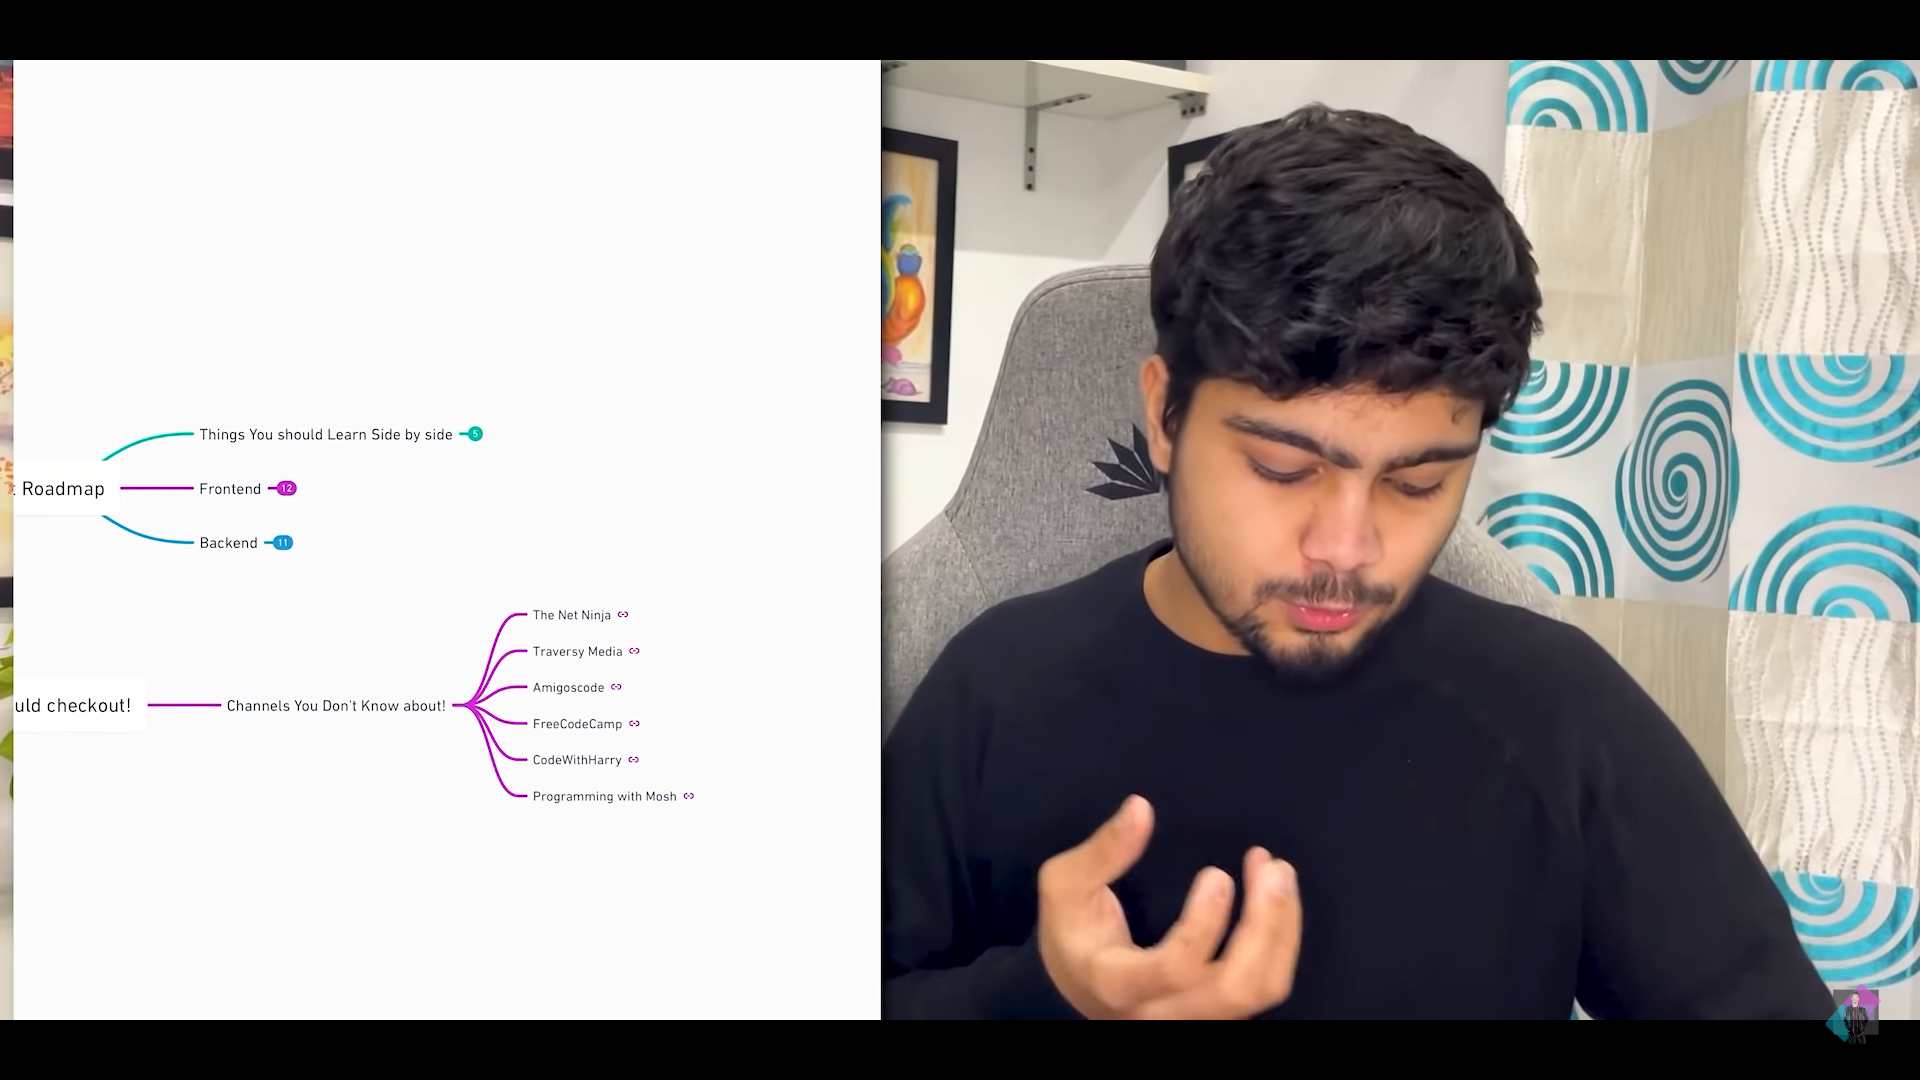 Things You should Learn Side by side 5
: Roadmap
Frontend 12
Backend 11
The Net Ninja
Traversy Media
Amigoscode
uld checkout!
Channels You Don't Know about!
FreeCodeCamp
CodeWithHarry
Programming with Mosh